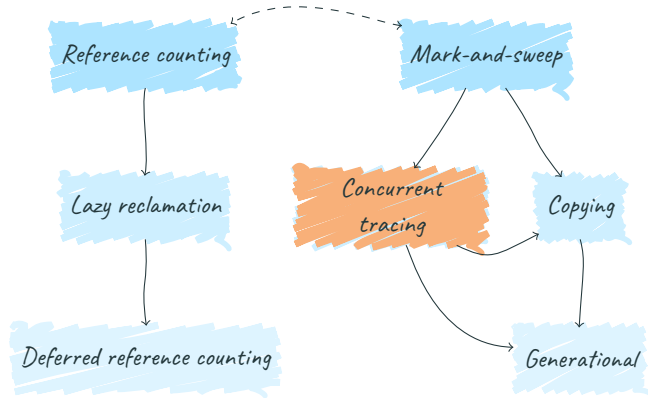 Reference counting
Mark-and-sweep
Lazy reclamation
Concurrent
tracing
Copying
Deferred reference counting
Generational